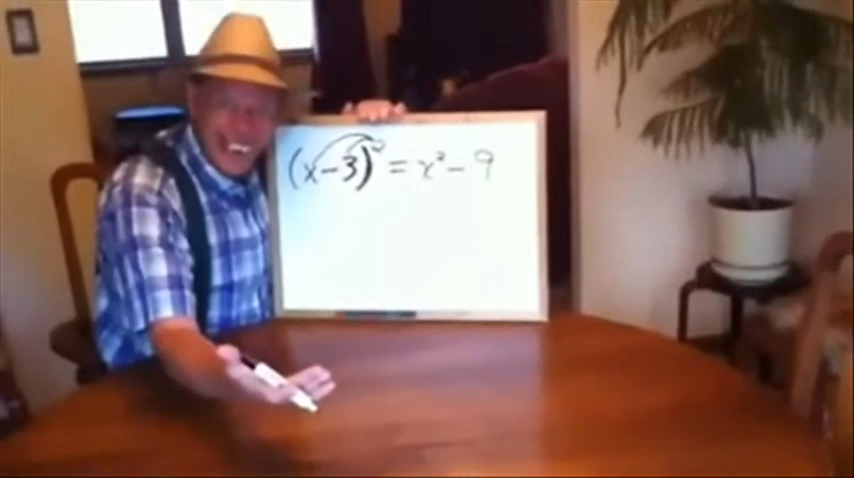 (x-3)² = x² - 9